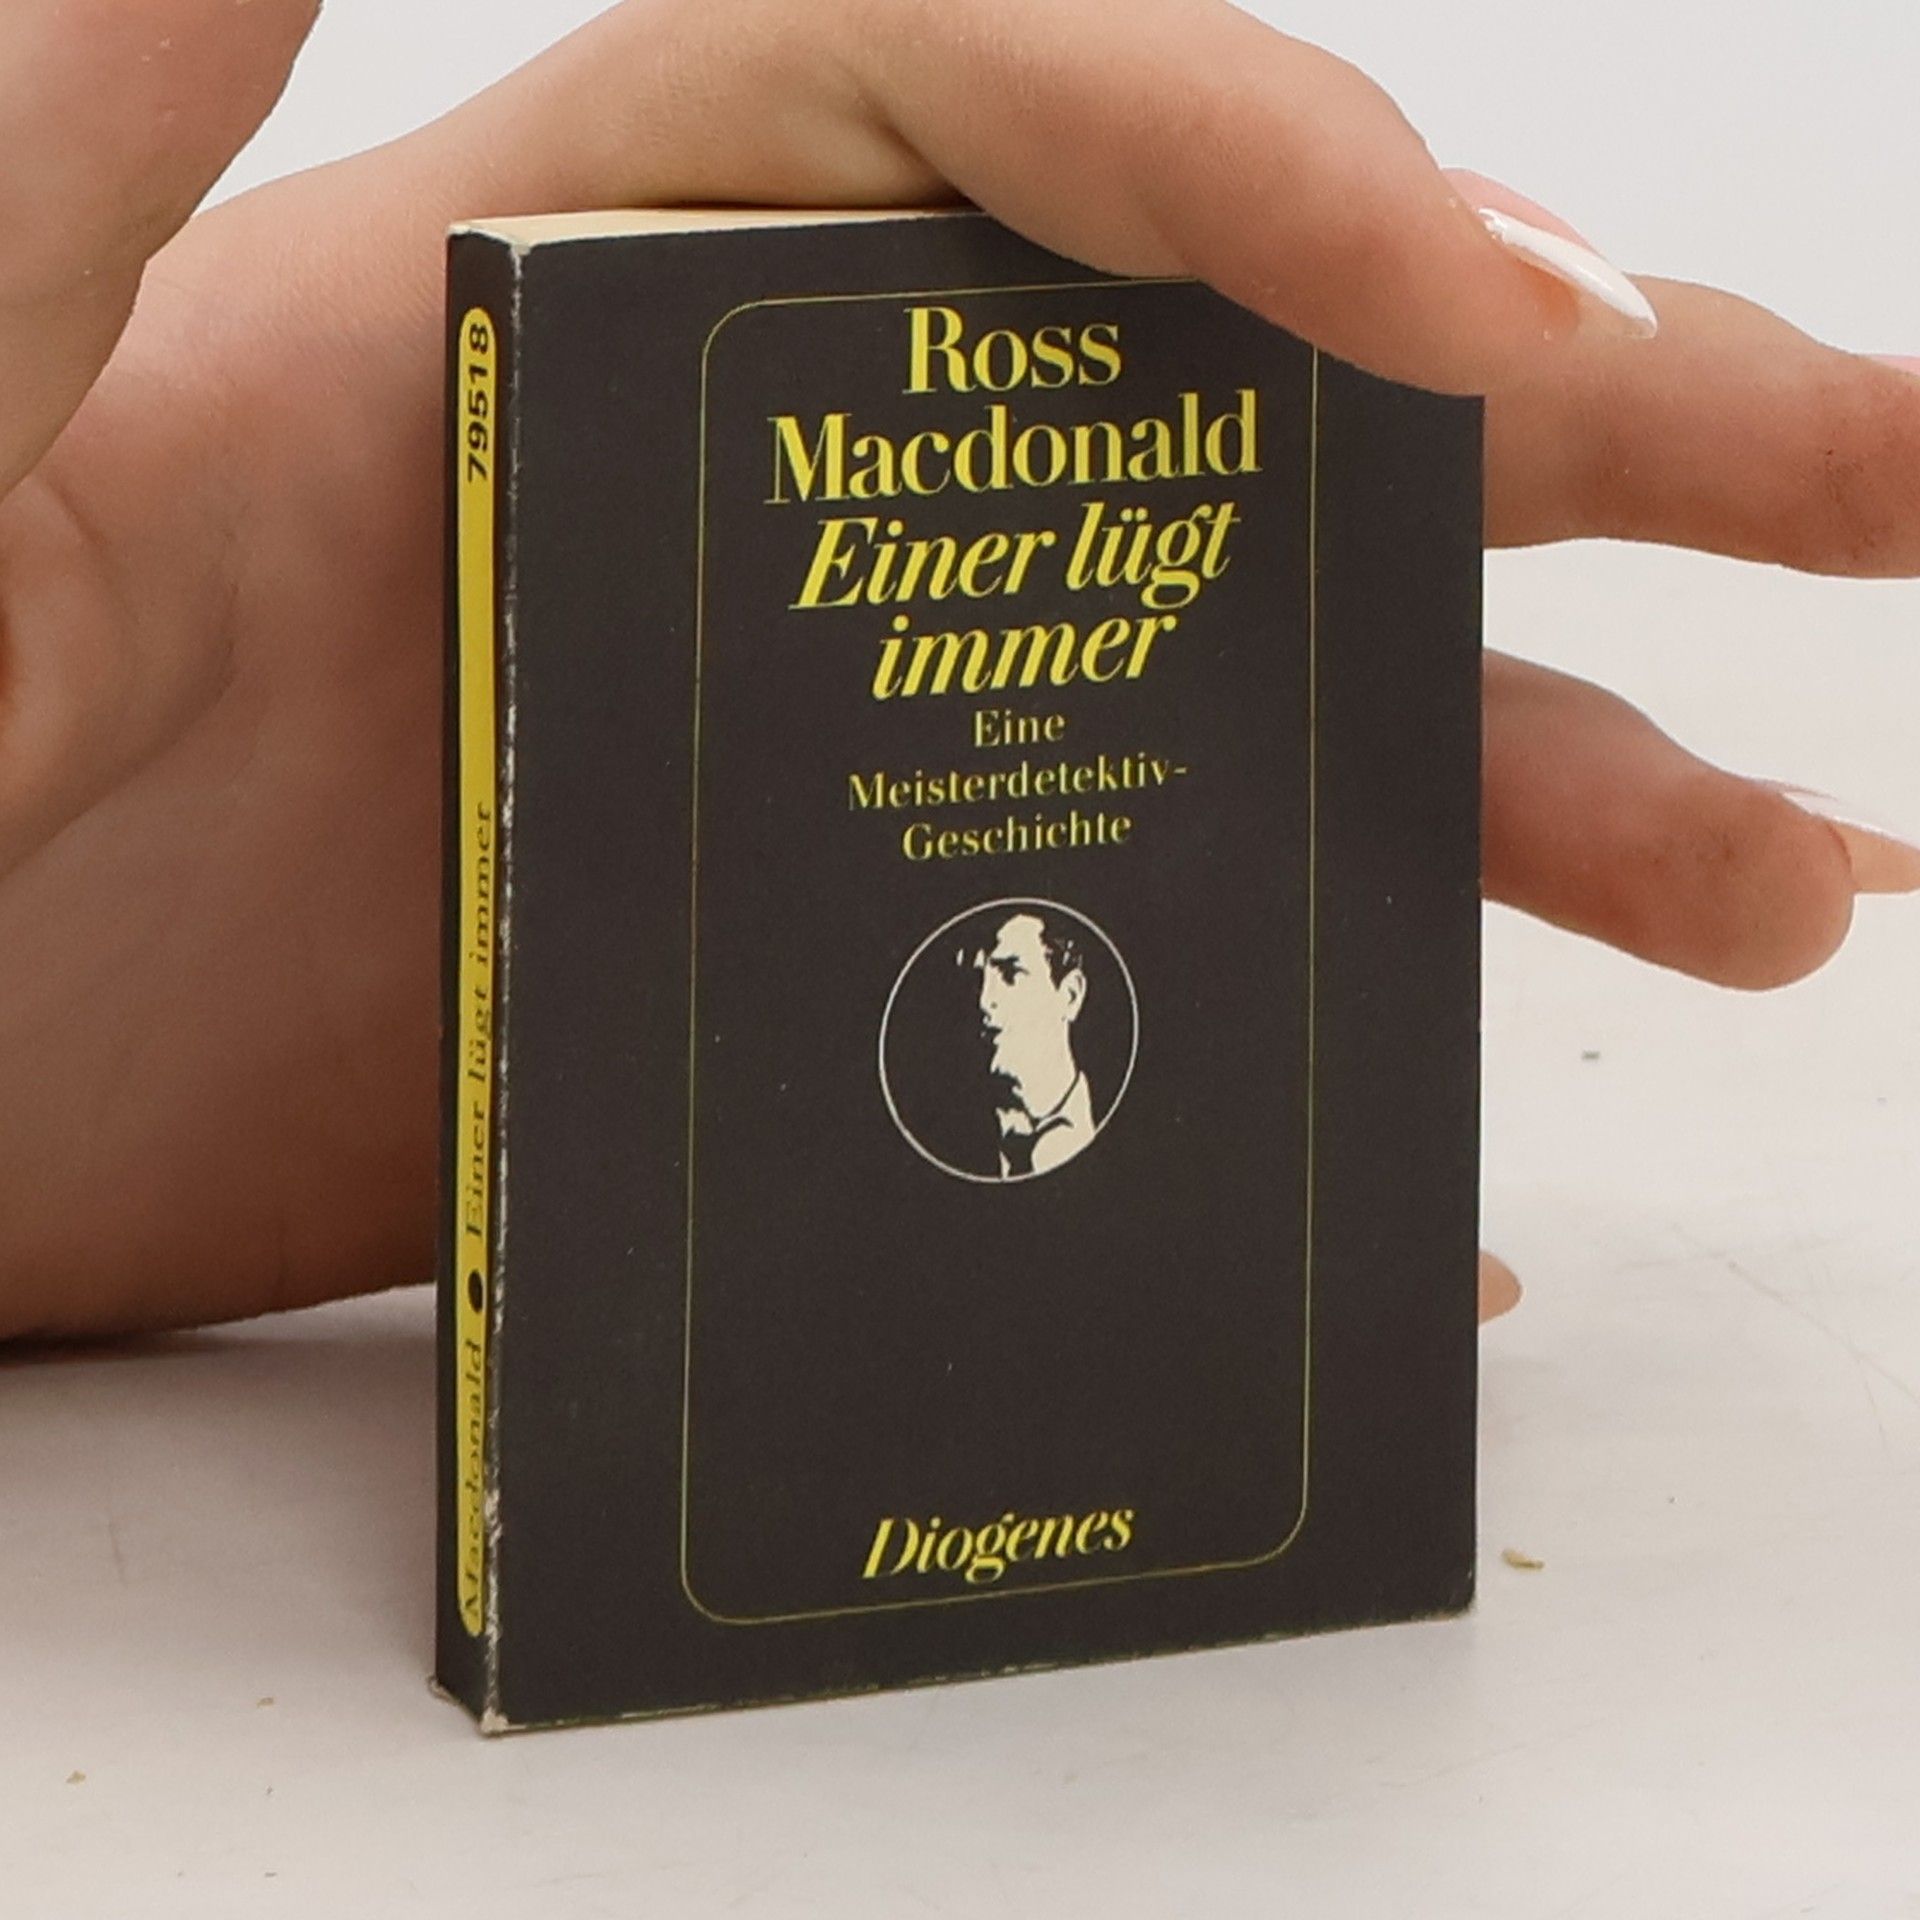 Ross
Macdonald
Einer lügt
immer
Eine
Meisterdetektiv-
Geschichte
Diogenes
Macdonald ● Einer lügt immer 79518